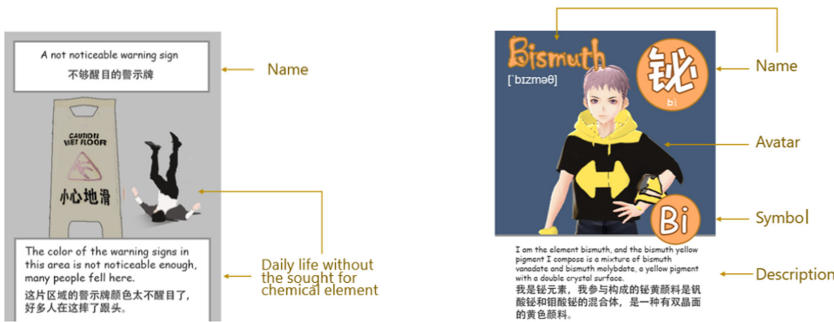 A not noticeable warning sign
不够醒目的警示牌
Name
CAUTION
WET FLOOR
小心地滑
The color of the warning signs in
this area is not noticeable enough,
many people fell here.
这片区域的警示牌颜色太不醒目了，
好多人在这摔了跟头。
Daily life without
the sought for
chemical element
Bismuth
[ˈbɪzməθ]
铋
bi
Name
Avatar
Bi
Symbol
I am the element bismuth, and the bismuth yellow
pigment I compose is a mixture of bismuth
vanadate and bismuth molybdate, a yellow pigment
with a double crystal surface.
我是铋元素，我参与构成的铋黄颜料是钒
酸铋和钼酸铋的混合体，是一种有双晶面
的黄色颜料。
Description